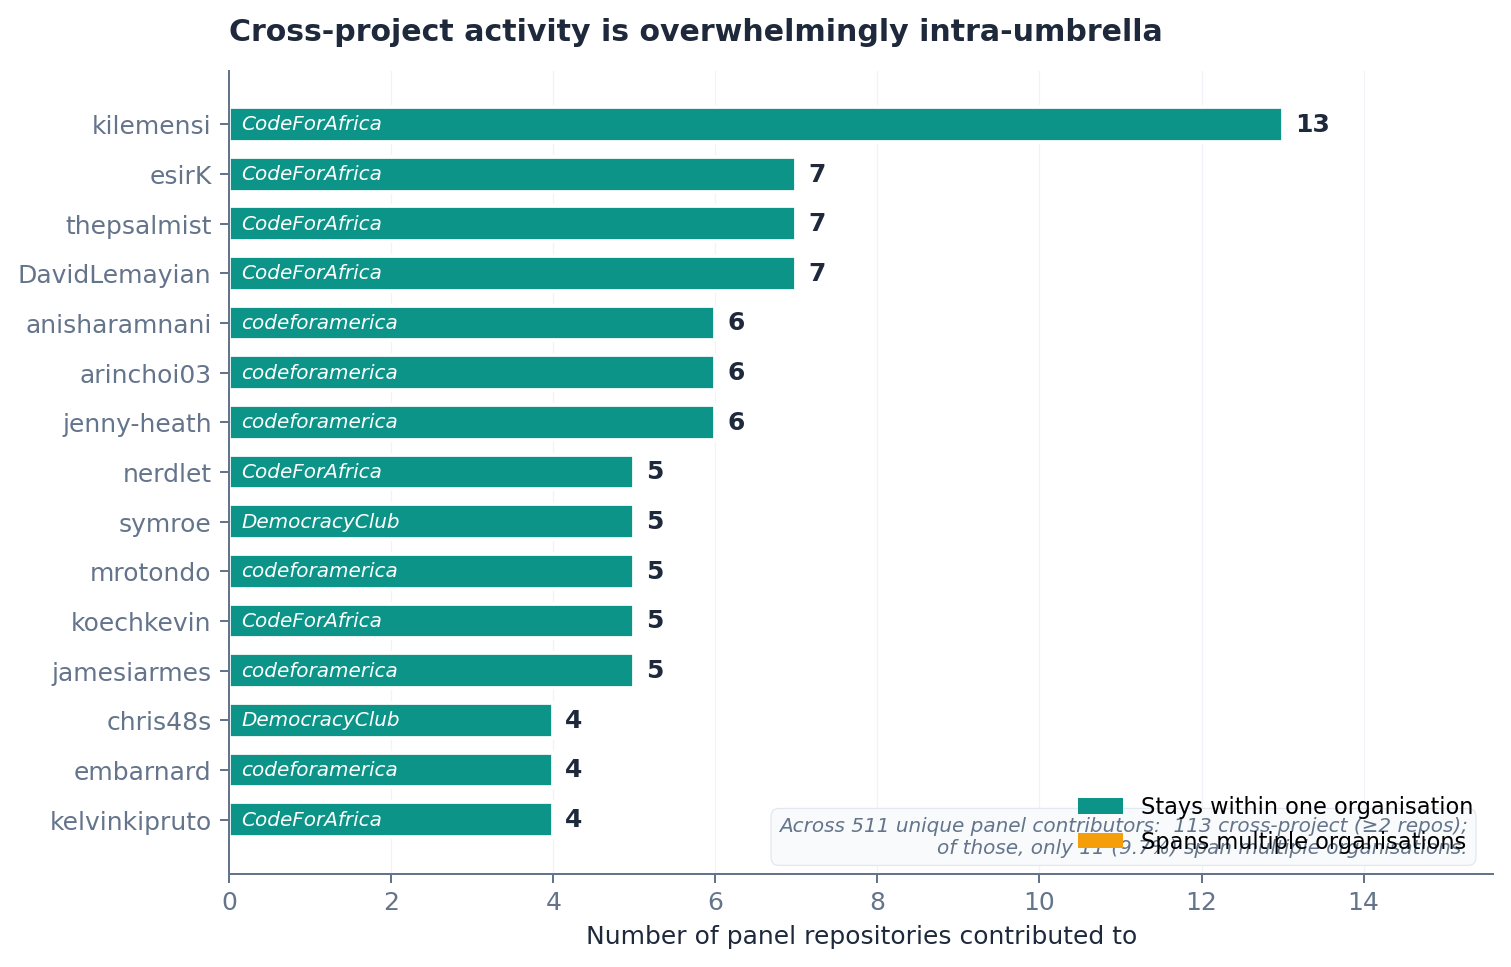 Cross-project activity is overwhelmingly intra-umbrella
kilemensi CodeForAfrica 13
esirK CodeForAfrica 7
thepsalmist CodeForAfrica 7
DavidLemayian CodeForAfrica 7
anisharamnani codeforamerica 6
arinchoi03 codeforamerica 6
jenny-heath codeforamerica 6
nerdlet CodeForAfrica 5
symroe DemocracyClub 5
mrotondo codeforamerica 5
koechkevin CodeForAfrica 5
jamesiarmes codeforamerica 5
chris48s DemocracyClub 4
embarnard codeforamerica 4
kelvinkipruto CodeForAfrica 4
Stays within one organisation
Spans multiple organisations
Across 511 unique panel contributors: 113 cross-project (≥2 repos);
of those, only 11 (9.7%) span multiple organisations.
0 2 4 6 8 10 12 14
Number of panel repositories contributed to